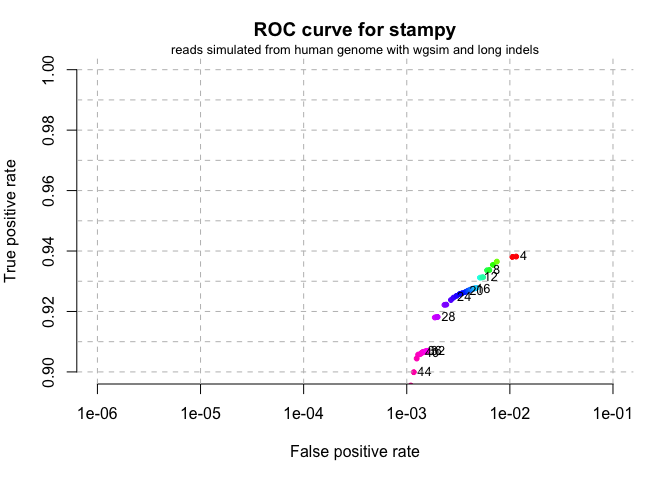 ROC curve for stampy
reads simulated from human genome with wgsim and long indels
True positive rate
1.00
0.98
0.96
0.94
0.92
0.90
4
8
12
16
20
24
28
44
1e-06 1e-05 1e-04 1e-03 1e-02 1e-01
False positive rate